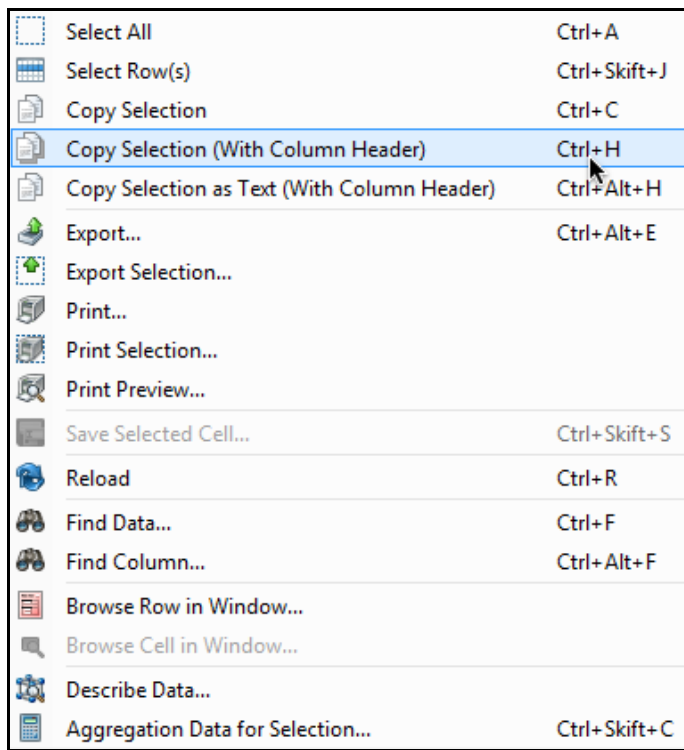 Select All Ctrl+A
Select Row(s) Ctrl+Skift+J
Copy Selection Ctrl+C
Copy Selection (With Column Header) Ctrl+H
Copy Selection as Text (With Column Header) Ctrl+Alt+H
Export... Ctrl+Alt+E
Export Selection...
Print...
Print Selection...
Print Preview...
Save Selected Cell... Ctrl+Skift+S
Reload Ctrl+R
Find Data... Ctrl+F
Find Column... Ctrl+Alt+F
Browse Row in Window...
Browse Cell in Window...
Describe Data...
Aggregation Data for Selection... Ctrl+Skift+C